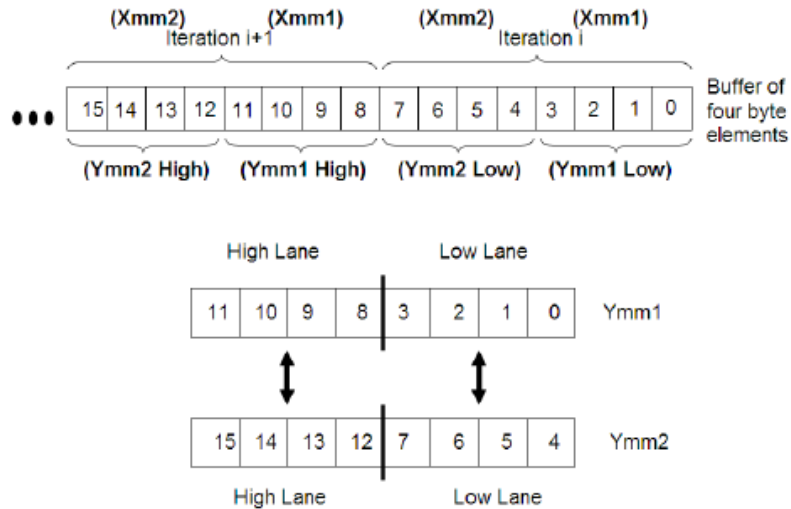 (Xmm2) (Xmm1) (Xmm2) (Xmm1)
Iteration i+1 Iteration i
15 14 13 12 11 10 9 8 7 6 5 4 3 2 1 0
Buffer of
four byte
elements
(Ymm2 High) (Ymm1 High) (Ymm2 Low) (Ymm1 Low)
High Lane Low Lane
11 10 9 8 3 2 1 0 Ymm1
15 14 13 12 7 6 5 4 Ymm2
High Lane Low Lane